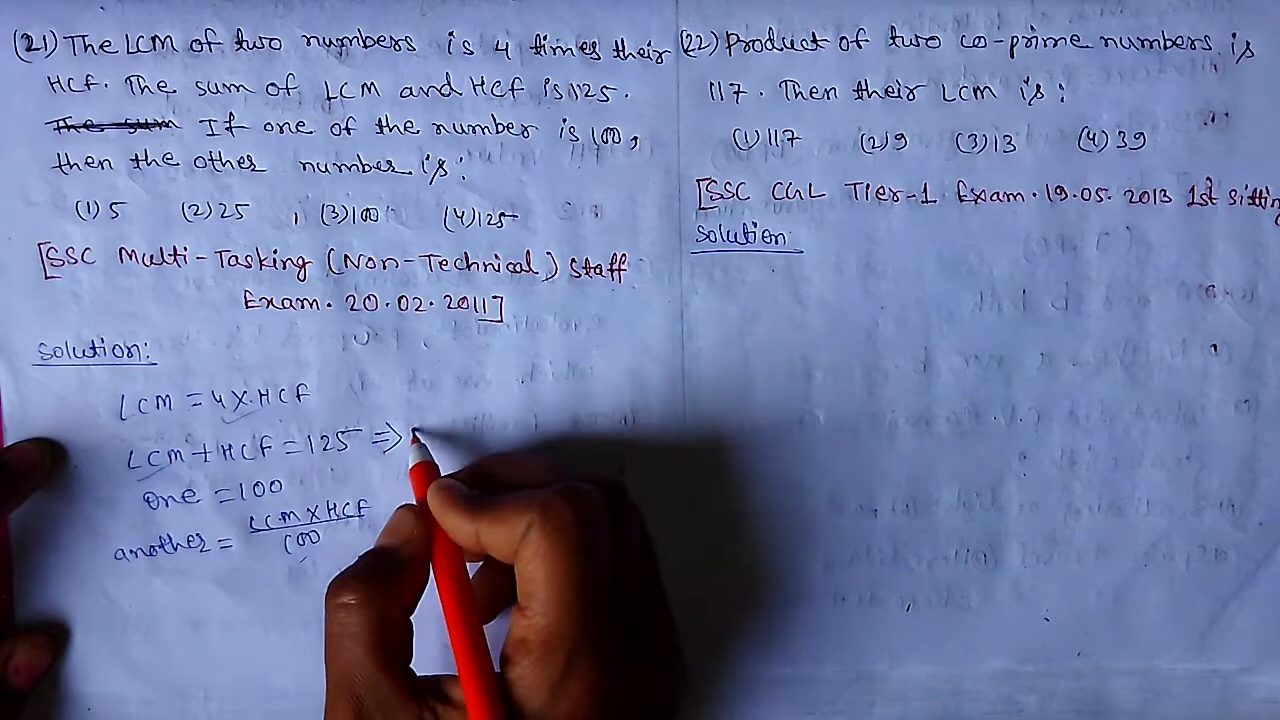 (21) The LCM of two numbers is 4 times their
HCF. The sum of LCM and HCF is 125.
The sum If one of the number is 100,
then the other number is:
(1) 5 (2) 25 , (3) 100 (4) 125
[SSC Multi-Tasking (Non-Technical) Staff
Exam. 20.02.2011]
Solution:
LCM = 4 X HCF
LCM + HCF = 125 =>
one = 100
another = LCM X HCF
100
(22) Product of two co-prime numbers is
117. Then their LCM is:
(1) 117 (2) 9 (3) 13 (4) 39
[SSC CGL Tier-1 Exam. 19.05.2013 1st Sitting
Solution